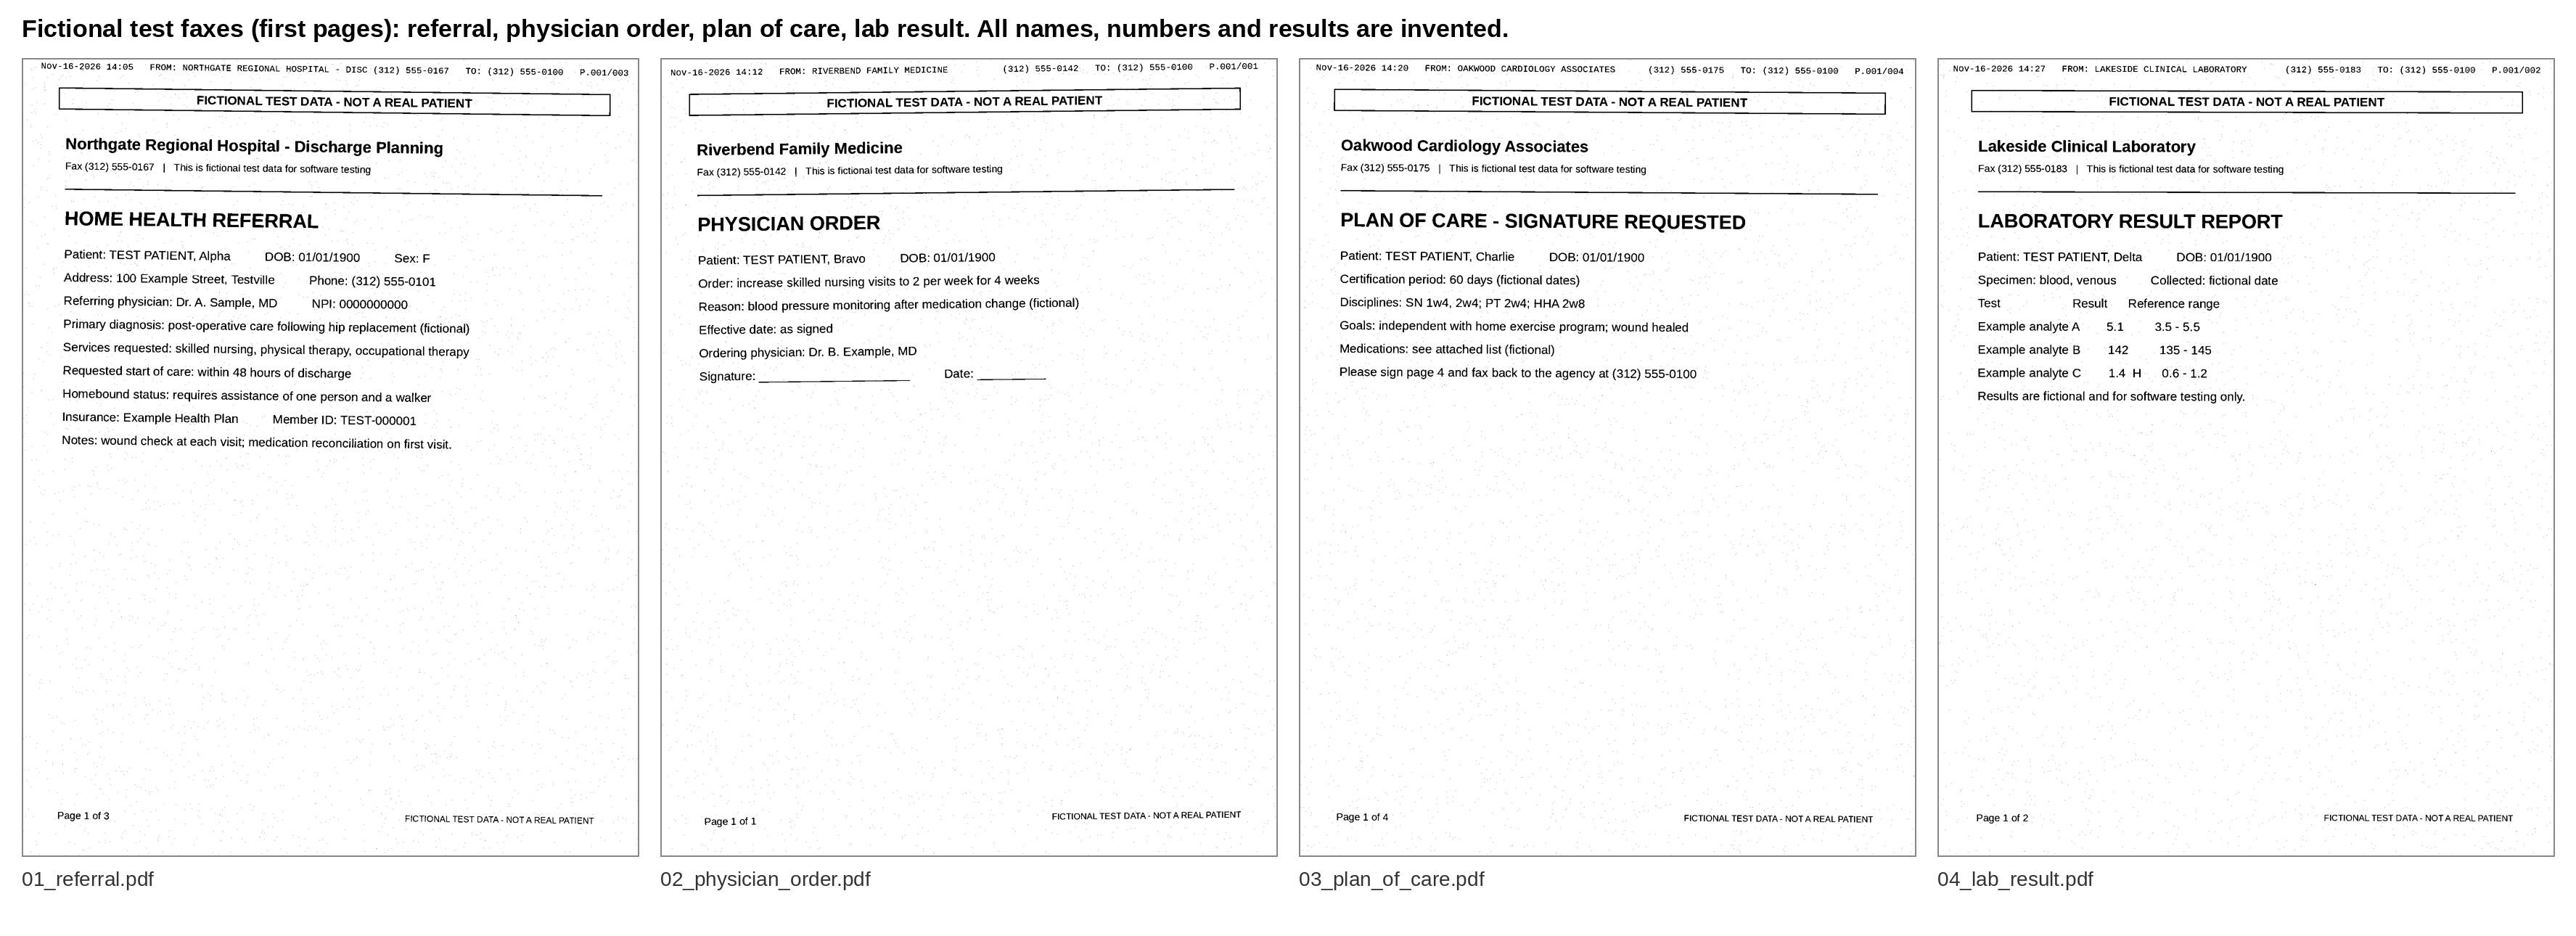 Fictional test faxes (first pages): referral, physician order, plan of care, lab result. All names, numbers and results are invented.
Nov-16-2026 14:05 FROM: NORTHGATE REGIONAL HOSPITAL - DISC (312) 555-0167 TO: (312) 555-0100 P.001/003
FICTIONAL TEST DATA - NOT A REAL PATIENT
Northgate Regional Hospital - Discharge Planning
Fax (312) 555-0167 | This is fictional test data for software testing
HOME HEALTH REFERRAL
Patient: TEST PATIENT, Alpha DOB: 01/01/1900 Sex: F
Address: 100 Example Street, Testville Phone: (312) 555-0101
Referring physician: Dr. A. Sample, MD NPI: 0000000000
Primary diagnosis: post-operative care following hip replacement (fictional)
Services requested: skilled nursing, physical therapy, occupational therapy
Requested start of care: within 48 hours of discharge
Homebound status: requires assistance of one person and a walker
Insurance: Example Health Plan Member ID: TEST-000001
Notes: wound check at each visit; medication reconciliation on first visit.
Page 1 of 3 FICTIONAL TEST DATA - NOT A REAL PATIENT
01_referral.pdf
Nov-16-2026 14:12 FROM: RIVERBEND FAMILY MEDICINE (312) 555-0142 TO: (312) 555-0100 P.001/001
FICTIONAL TEST DATA - NOT A REAL PATIENT
Riverbend Family Medicine
Fax (312) 555-0142 | This is fictional test data for software testing
PHYSICIAN ORDER
Patient: TEST PATIENT, Bravo DOB: 01/01/1900
Order: increase skilled nursing visits to 2 per week for 4 weeks
Reason: blood pressure monitoring after medication change (fictional)
Effective date: as signed
Ordering physician: Dr. B. Example, MD
Signature: ______________________ Date: __________
Page 1 of 1 FICTIONAL TEST DATA - NOT A REAL PATIENT
02_physician_order.pdf
Nov-16-2026 14:20 FROM: OAKWOOD CARDIOLOGY ASSOCIATES (312) 555-0175 TO: (312) 555-0100 P.001/004
FICTIONAL TEST DATA - NOT A REAL PATIENT
Oakwood Cardiology Associates
Fax (312) 555-0175 | This is fictional test data for software testing
PLAN OF CARE - SIGNATURE REQUESTED
Patient: TEST PATIENT, Charlie DOB: 01/01/1900
Certification period: 60 days (fictional dates)
Disciplines: SN 1w4, 2w4; PT 2w4; HHA 2w8
Goals: independent with home exercise program; wound healed
Medications: see attached list (fictional)
Please sign page 4 and fax back to the agency at (312) 555-0100
Page 1 of 4 FICTIONAL TEST DATA - NOT A REAL PATIENT
03_plan_of_care.pdf
Nov-16-2026 14:27 FROM: LAKESIDE CLINICAL LABORATORY (312) 555-0183 TO: (312) 555-0100 P.001/002
FICTIONAL TEST DATA - NOT A REAL PATIENT
Lakeside Clinical Laboratory
Fax (312) 555-0183 | This is fictional test data for software testing
LABORATORY RESULT REPORT
Patient: TEST PATIENT, Delta DOB: 01/01/1900
Specimen: blood, venous Collected: fictional date
Test Result Reference range
Example analyte A 5.1 3.5 - 5.5
Example analyte B 142 135 - 145
Example analyte C 1.4 H 0.6 - 1.2
Results are fictional and for software testing only.
Page 1 of 2 FICTIONAL TEST DATA - NOT A REAL PATIENT
04_lab_result.pdf